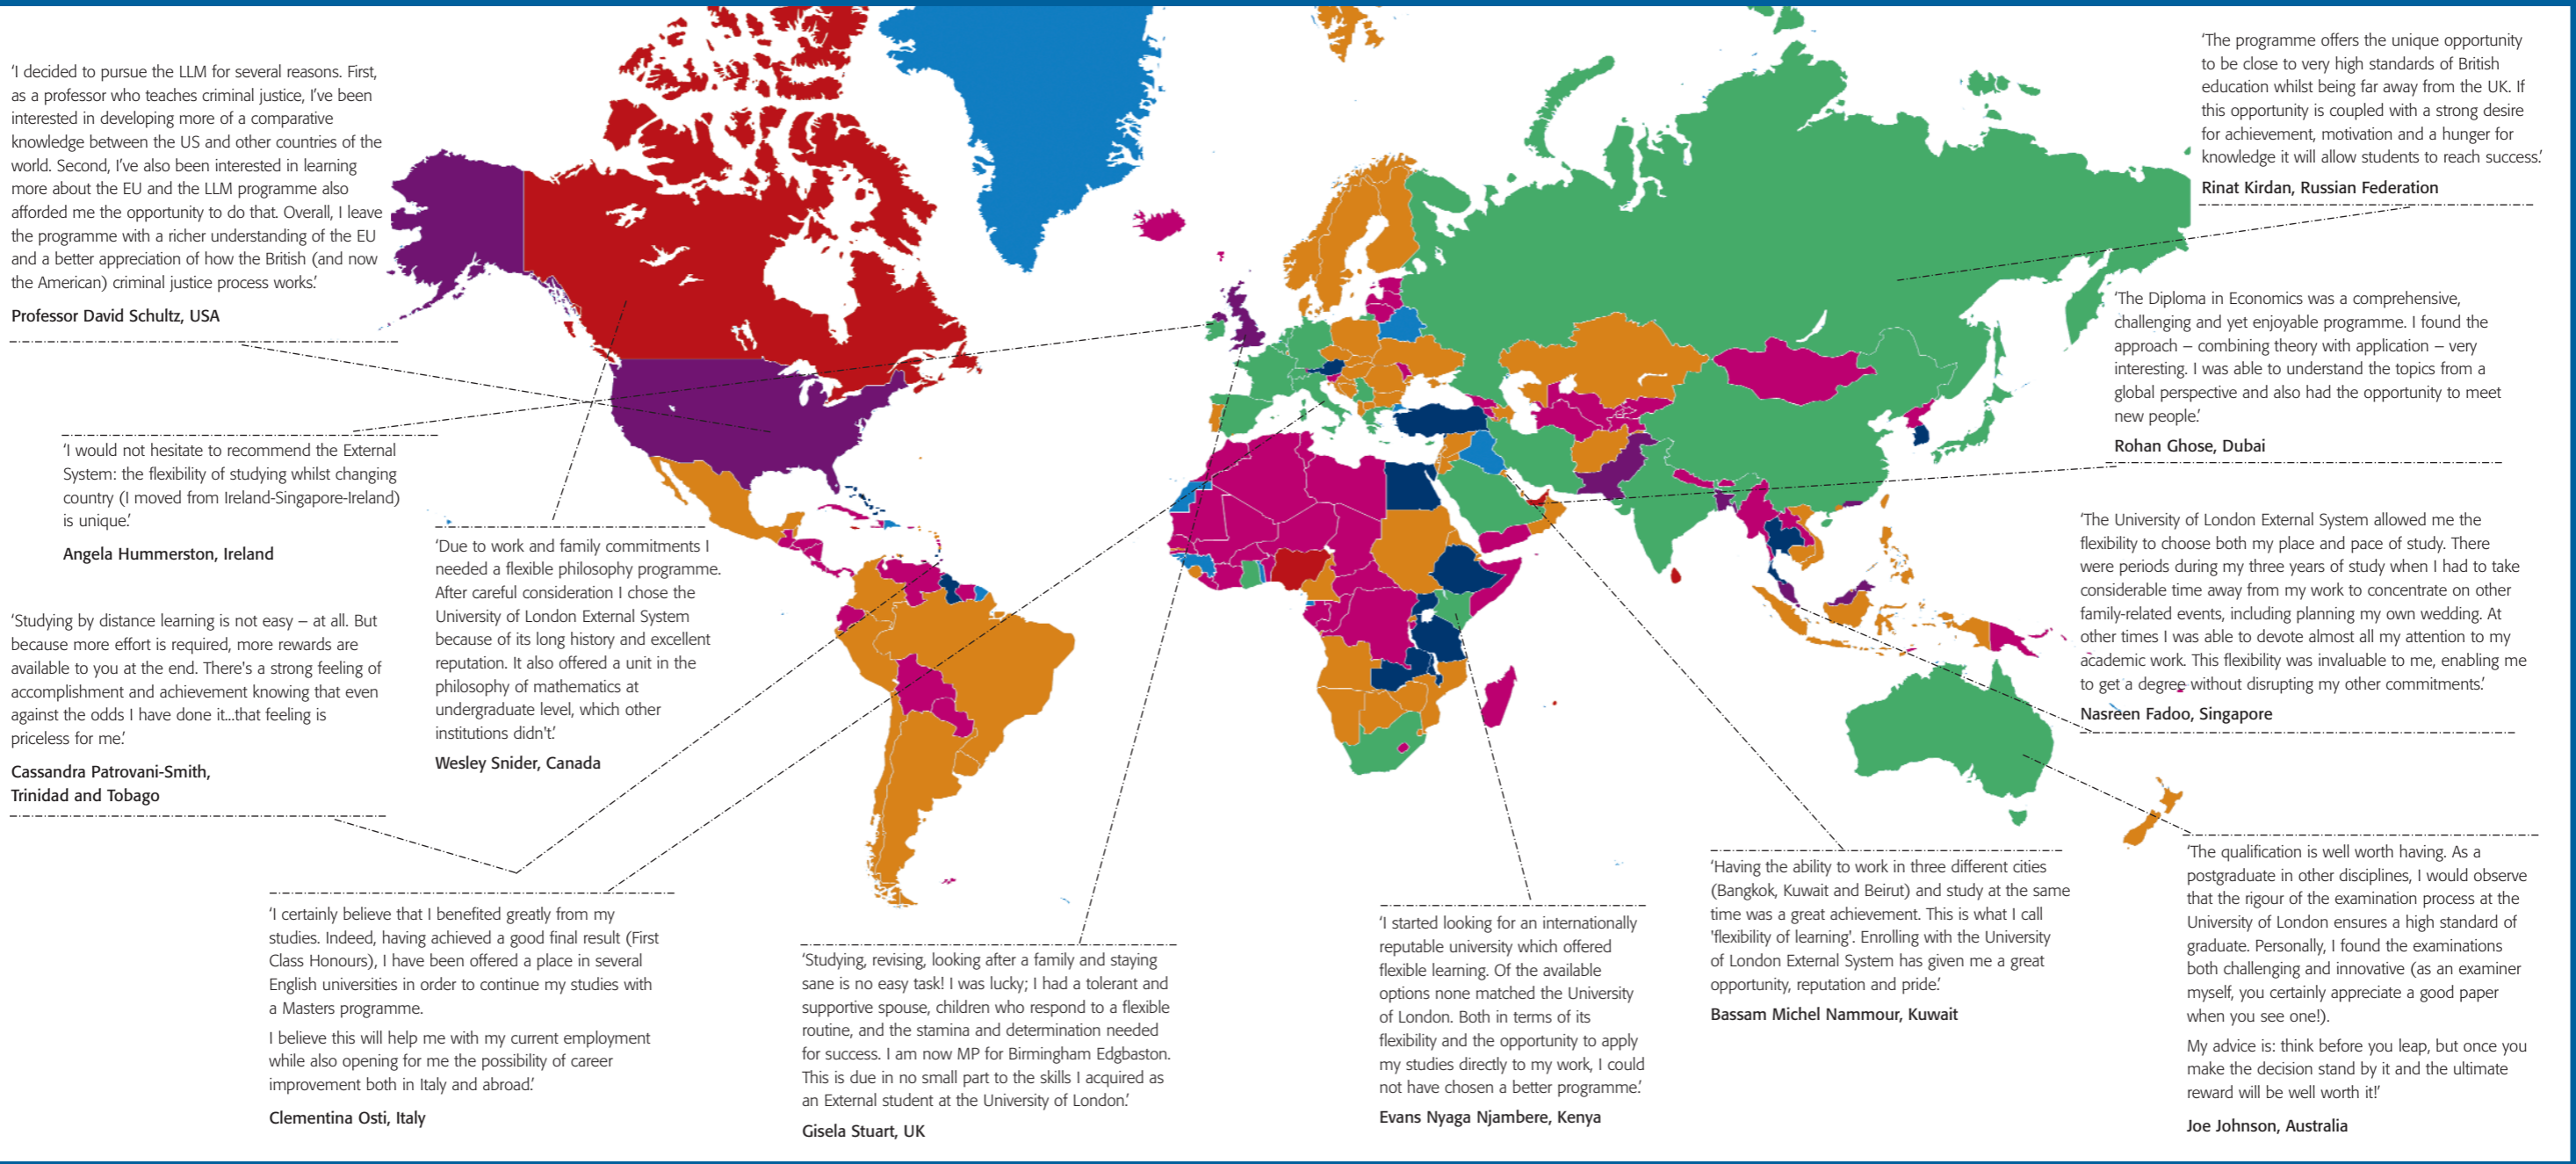 ‘I decided to pursue the LLM for several reasons. First,
as a professor who teaches criminal justice, I’ve been
interested in developing more of a comparative
knowledge between the US and other countries of the
world. Second, I’ve also been interested in learning
more about the EU and the LLM programme also
afforded me the opportunity to do that. Overall, I leave
the programme with a richer understanding of the EU
and a better appreciation of how the British (and now
the American) criminal justice process works.’
Professor David Schultz, USA
‘I would not hesitate to recommend the External
System: the flexibility of studying whilst changing
country (I moved from Ireland-Singapore-Ireland)
is unique.’
Angela Hummerston, Ireland
‘Studying by distance learning is not easy – at all. But
because more effort is required, more rewards are
available to you at the end. There's a strong feeling of
accomplishment and achievement knowing that even
against the odds I have done it...that feeling is
priceless for me.’
Cassandra Patrovani-Smith,
Trinidad and Tobago
‘Due to work and family commitments I
needed a flexible philosophy programme.
After careful consideration I chose the
University of London External System
because of its long history and excellent
reputation. It also offered a unit in the
philosophy of mathematics at
undergraduate level, which other
institutions didn't.’
Wesley Snider, Canada
‘I certainly believe that I benefited greatly from my
studies. Indeed, having achieved a good final result (First
Class Honours), I have been offered a place in several
English universities in order to continue my studies with
a Masters programme.
I believe this will help me with my current employment
while also opening for me the possibility of career
improvement both in Italy and abroad.’
Clementina Osti, Italy
‘Studying, revising, looking after a family and staying
sane is no easy task! I was lucky; I had a tolerant and
supportive spouse, children who respond to a flexible
routine, and the stamina and determination needed
for success. I am now MP for Birmingham Edgbaston.
This is due in no small part to the skills I acquired as
an External student at the University of London.’
Gisela Stuart, UK
‘I started looking for an internationally
reputable university which offered
flexible learning. Of the available
options none matched the University
of London. Both in terms of its
flexibility and the opportunity to apply
my studies directly to my work, I could
not have chosen a better programme.’
Evans Nyaga Njambere, Kenya
‘Having the ability to work in three different cities
(Bangkok, Kuwait and Beirut) and study at the same
time was a great achievement. This is what I call
'flexibility of learning'. Enrolling with the University
of London External System has given me a great
opportunity, reputation and pride.’
Bassam Michel Nammour, Kuwait
‘The programme offers the unique opportunity
to be close to very high standards of British
education whilst being far away from the UK. If
this opportunity is coupled with a strong desire
for achievement, motivation and a hunger for
knowledge it will allow students to reach success.’
Rinat Kirdan, Russian Federation
‘The Diploma in Economics was a comprehensive,
challenging and yet enjoyable programme. I found the
approach – combining theory with application – very
interesting. I was able to understand the topics from a
global perspective and also had the opportunity to meet
new people.’
Rohan Ghose, Dubai
‘The University of London External System allowed me the
flexibility to choose both my place and pace of study. There
were periods during my three years of study when I had to take
considerable time away from my work to concentrate on other
family-related events, including planning my own wedding. At
other times I was able to devote almost all my attention to my
academic work. This flexibility was invaluable to me, enabling me
to get a degree without disrupting my other commitments.’
Nasreen Fadoo, Singapore
‘The qualification is well worth having. As a
postgraduate in other disciplines, I would observe
that the rigour of the examination process at the
University of London ensures a high standard of
graduate. Personally, I found the examinations
both challenging and innovative (as an examiner
myself, you certainly appreciate a good paper
when you see one!).
My advice is: think before you leap, but once you
make the decision stand by it and the ultimate
reward will be well worth it!’
Joe Johnson, Australia